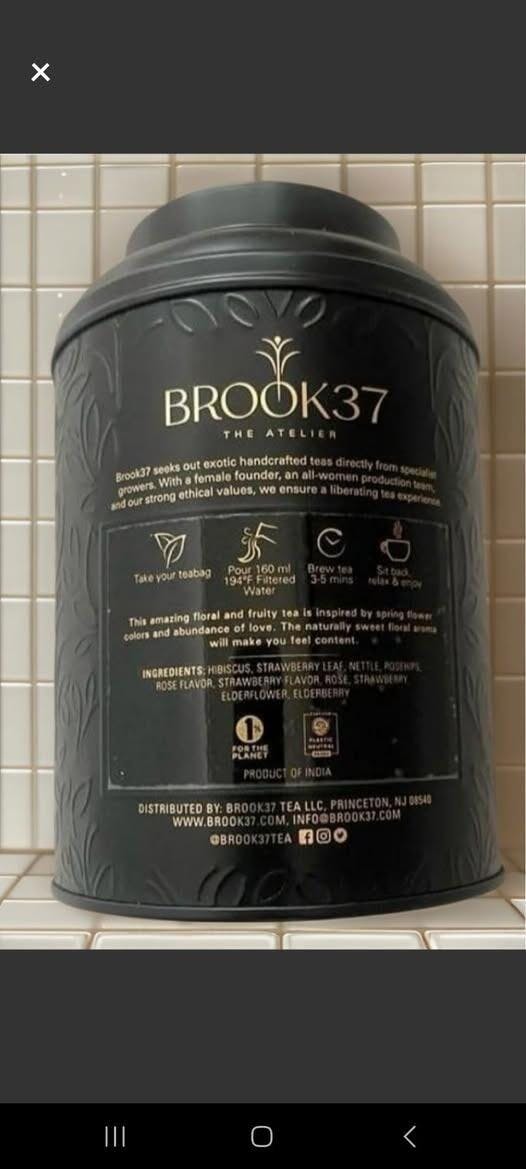 BROOK37
THE ATELIER
Brook37 seeks out exotic handcrafted teas directly from specialist
growers. With a female founder, an all-women production team,
and our strong ethical values, we ensure a liberating tea experience.
Take your teabag
Pour 160 ml
194°F Filtered
Water
Brew tea
3-5 mins
Sit back,
relax & enjoy
This amazing floral and fruity tea is inspired by spring flower
colors and abundance of love. The naturally sweet floral aroma
will make you feel content.
INGREDIENTS: HIBISCUS, STRAWBERRY LEAF, NETTLE, ROSEHIPS,
ROSE FLAVOR, STRAWBERRY FLAVOR, ROSE, STRAWBERRY,
ELDERFLOWER, ELDERBERRY
1%
FOR THE
PLANET
PLASTIC
NEUTRAL
PRODUCT OF INDIA
DISTRIBUTED BY: BROOK37 TEA LLC, PRINCETON, NJ 08540
WWW.BROOK37.COM, INFO@BROOK37.COM
@BROOK37TEA